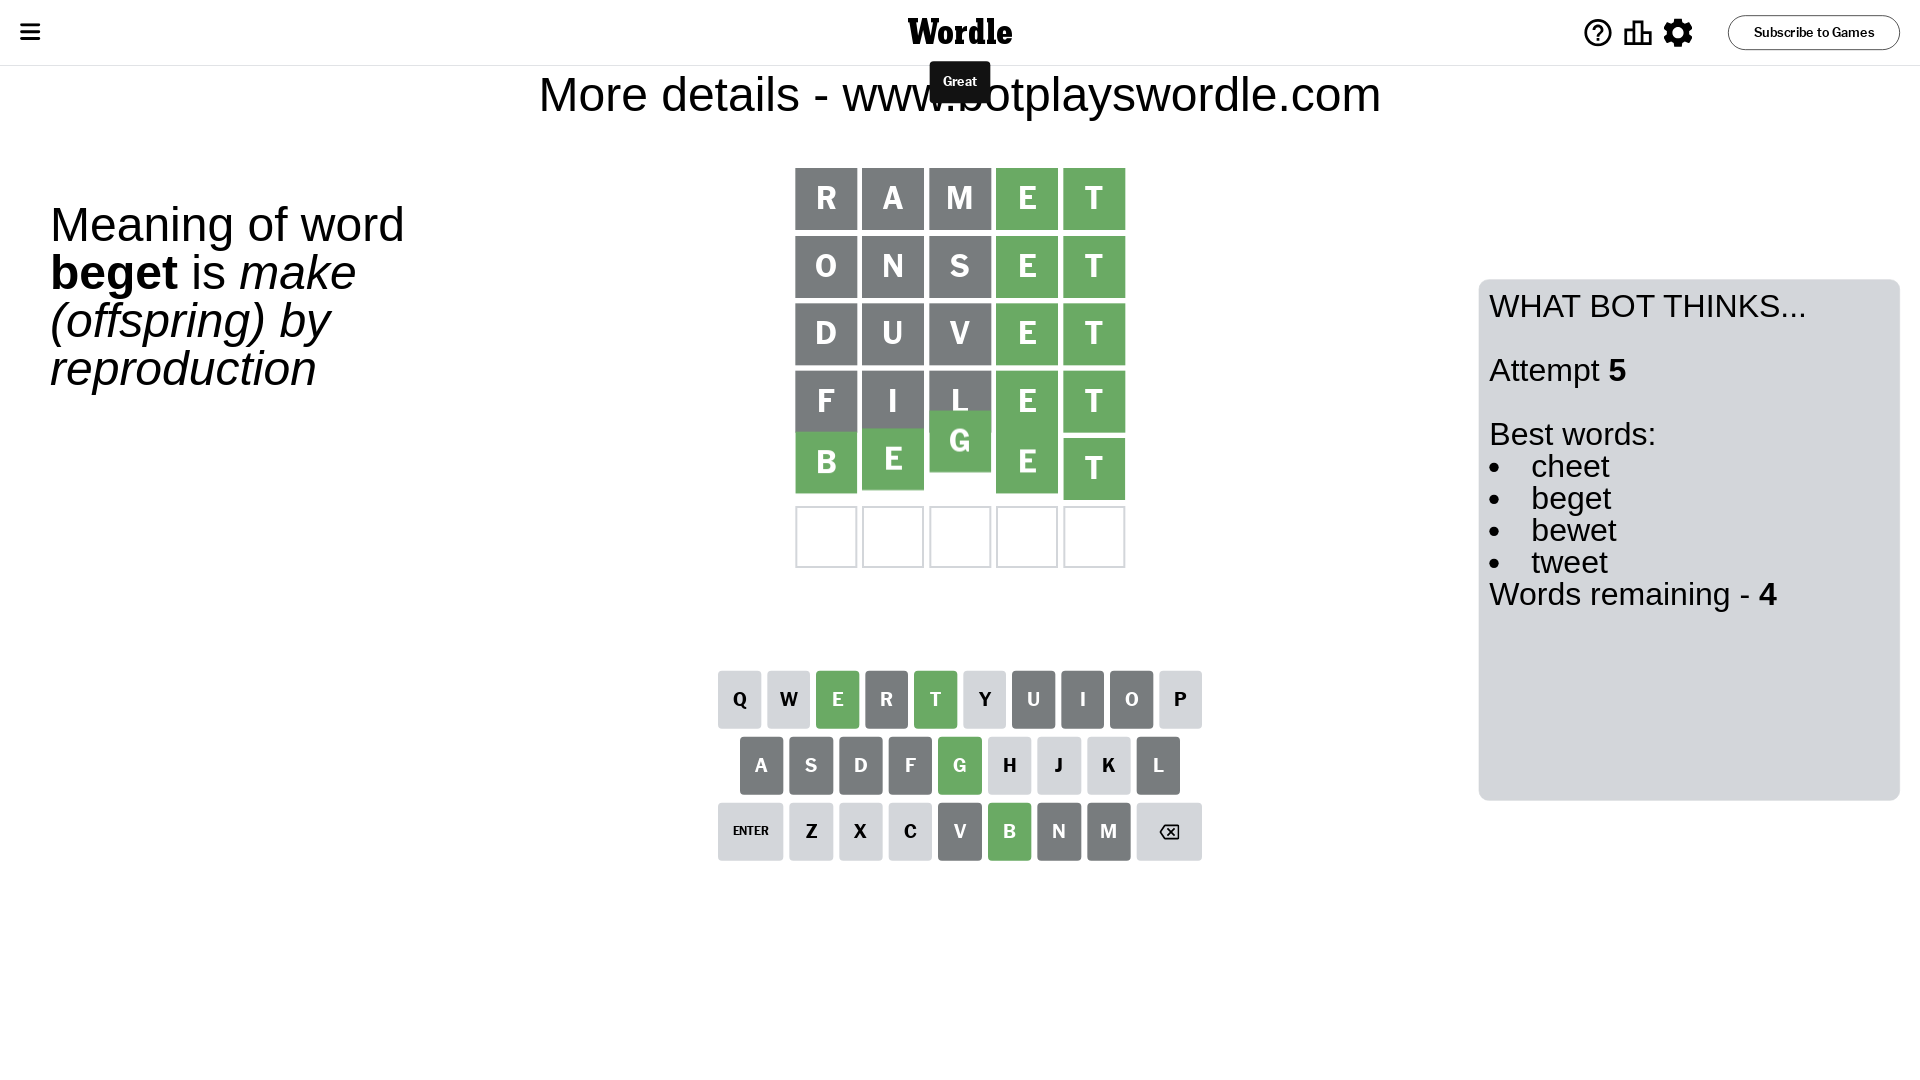 Wordle
Subscribe to Games
Great
More details - www.botplayswordle.com
Meaning of word
beget is make
(offspring) by
reproduction
R A M E T
O N S E T
D U V E T
F I L E T
B E G E T
WHAT BOT THINKS...
Attempt 5
Best words:
• cheet
• beget
• bewet
• tweet
Words remaining - 4
Q W E R T Y U I O P
A S D F G H J K L
ENTER Z X C V B N M